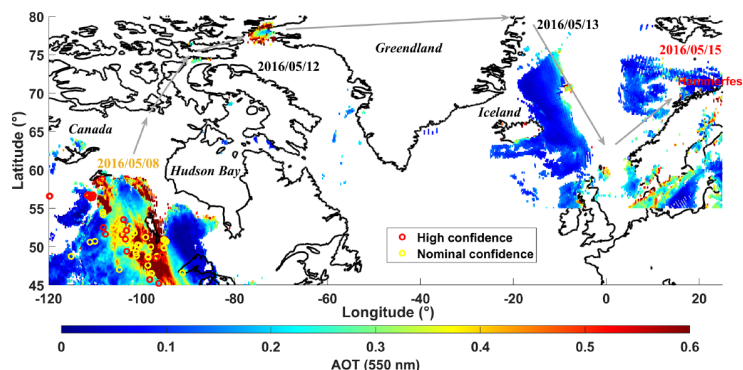 80
75
70
65
60
55
50
45
Latitude (°)
2016/05/13
2016/05/15
Greendland
2016/05/12
Hammerfes
Iceland
Canada
2016/05/08
Hudson Bay
High confidence
Nominal confidence
-120 -100 -80 -60 -40 -20 0 20
Longitude (°)
0 0.1 0.2 0.3 0.4 0.5 0.6
AOT (550 nm)